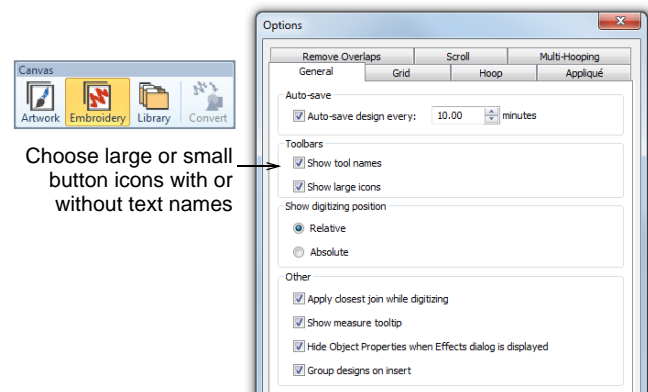 Options
Remove Overlaps Scroll Multi-Hooping
General Grid Hoop Appliqué
Auto-save
Auto-save design every: 10.00 minutes
Toolbars
Show tool names
Show large icons
Show digitizing position
Relative
Absolute
Other
Apply closest join while digitizing
Show measure tooltip
Hide Object Properties when Effects dialog is displayed
Group designs on insert
Canvas
Artwork Embroidery Library Convert
Choose large or small
button icons with or
without text names